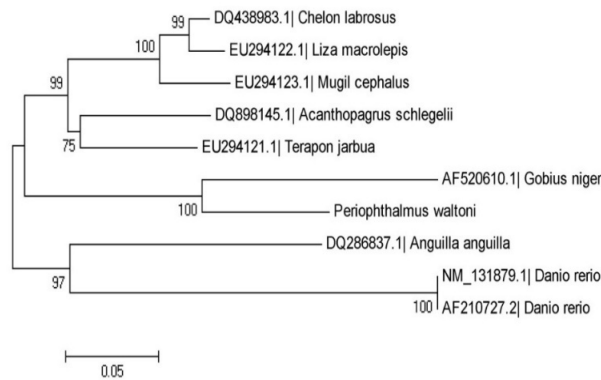 99
DQ438983.1| Chelon labrosus
100
EU294122.1| Liza macrolepis
99
EU294123.1| Mugil cephalus
DQ898145.1| Acanthopagrus schlegelii
75
EU294121.1| Terapon jarbua
AF520610.1| Gobius niger
100
Periophthalmus waltoni
DQ286837.1| Anguilla anguilla
97
NM_131879.1| Danio rerio
100
AF210727.2| Danio rerio
0.05